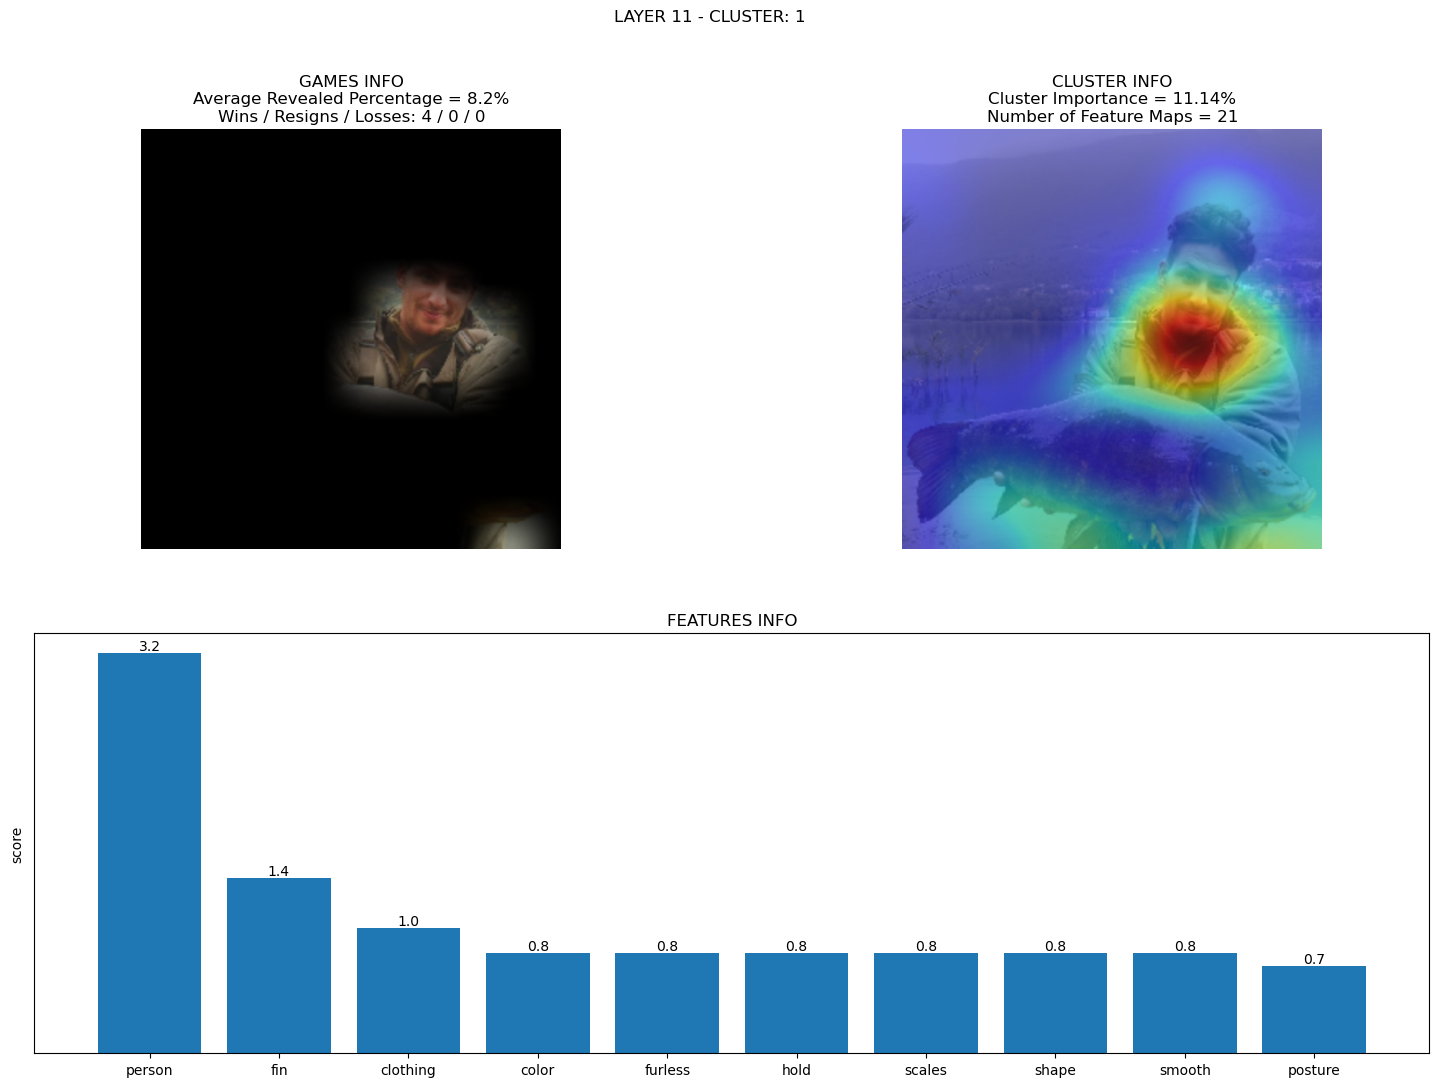 LAYER 11 - CLUSTER: 1
GAMES INFO
Average Revealed Percentage = 8.2%
Wins / Resigns / Losses: 4 / 0 / 0
CLUSTER INFO
Cluster Importance = 11.14%
Number of Feature Maps = 21
FEATURES INFO
score
3.2
1.4
1.0
0.8
0.8
0.8
0.8
0.8
0.8
0.7
person
fin
clothing
color
furless
hold
scales
shape
smooth
posture